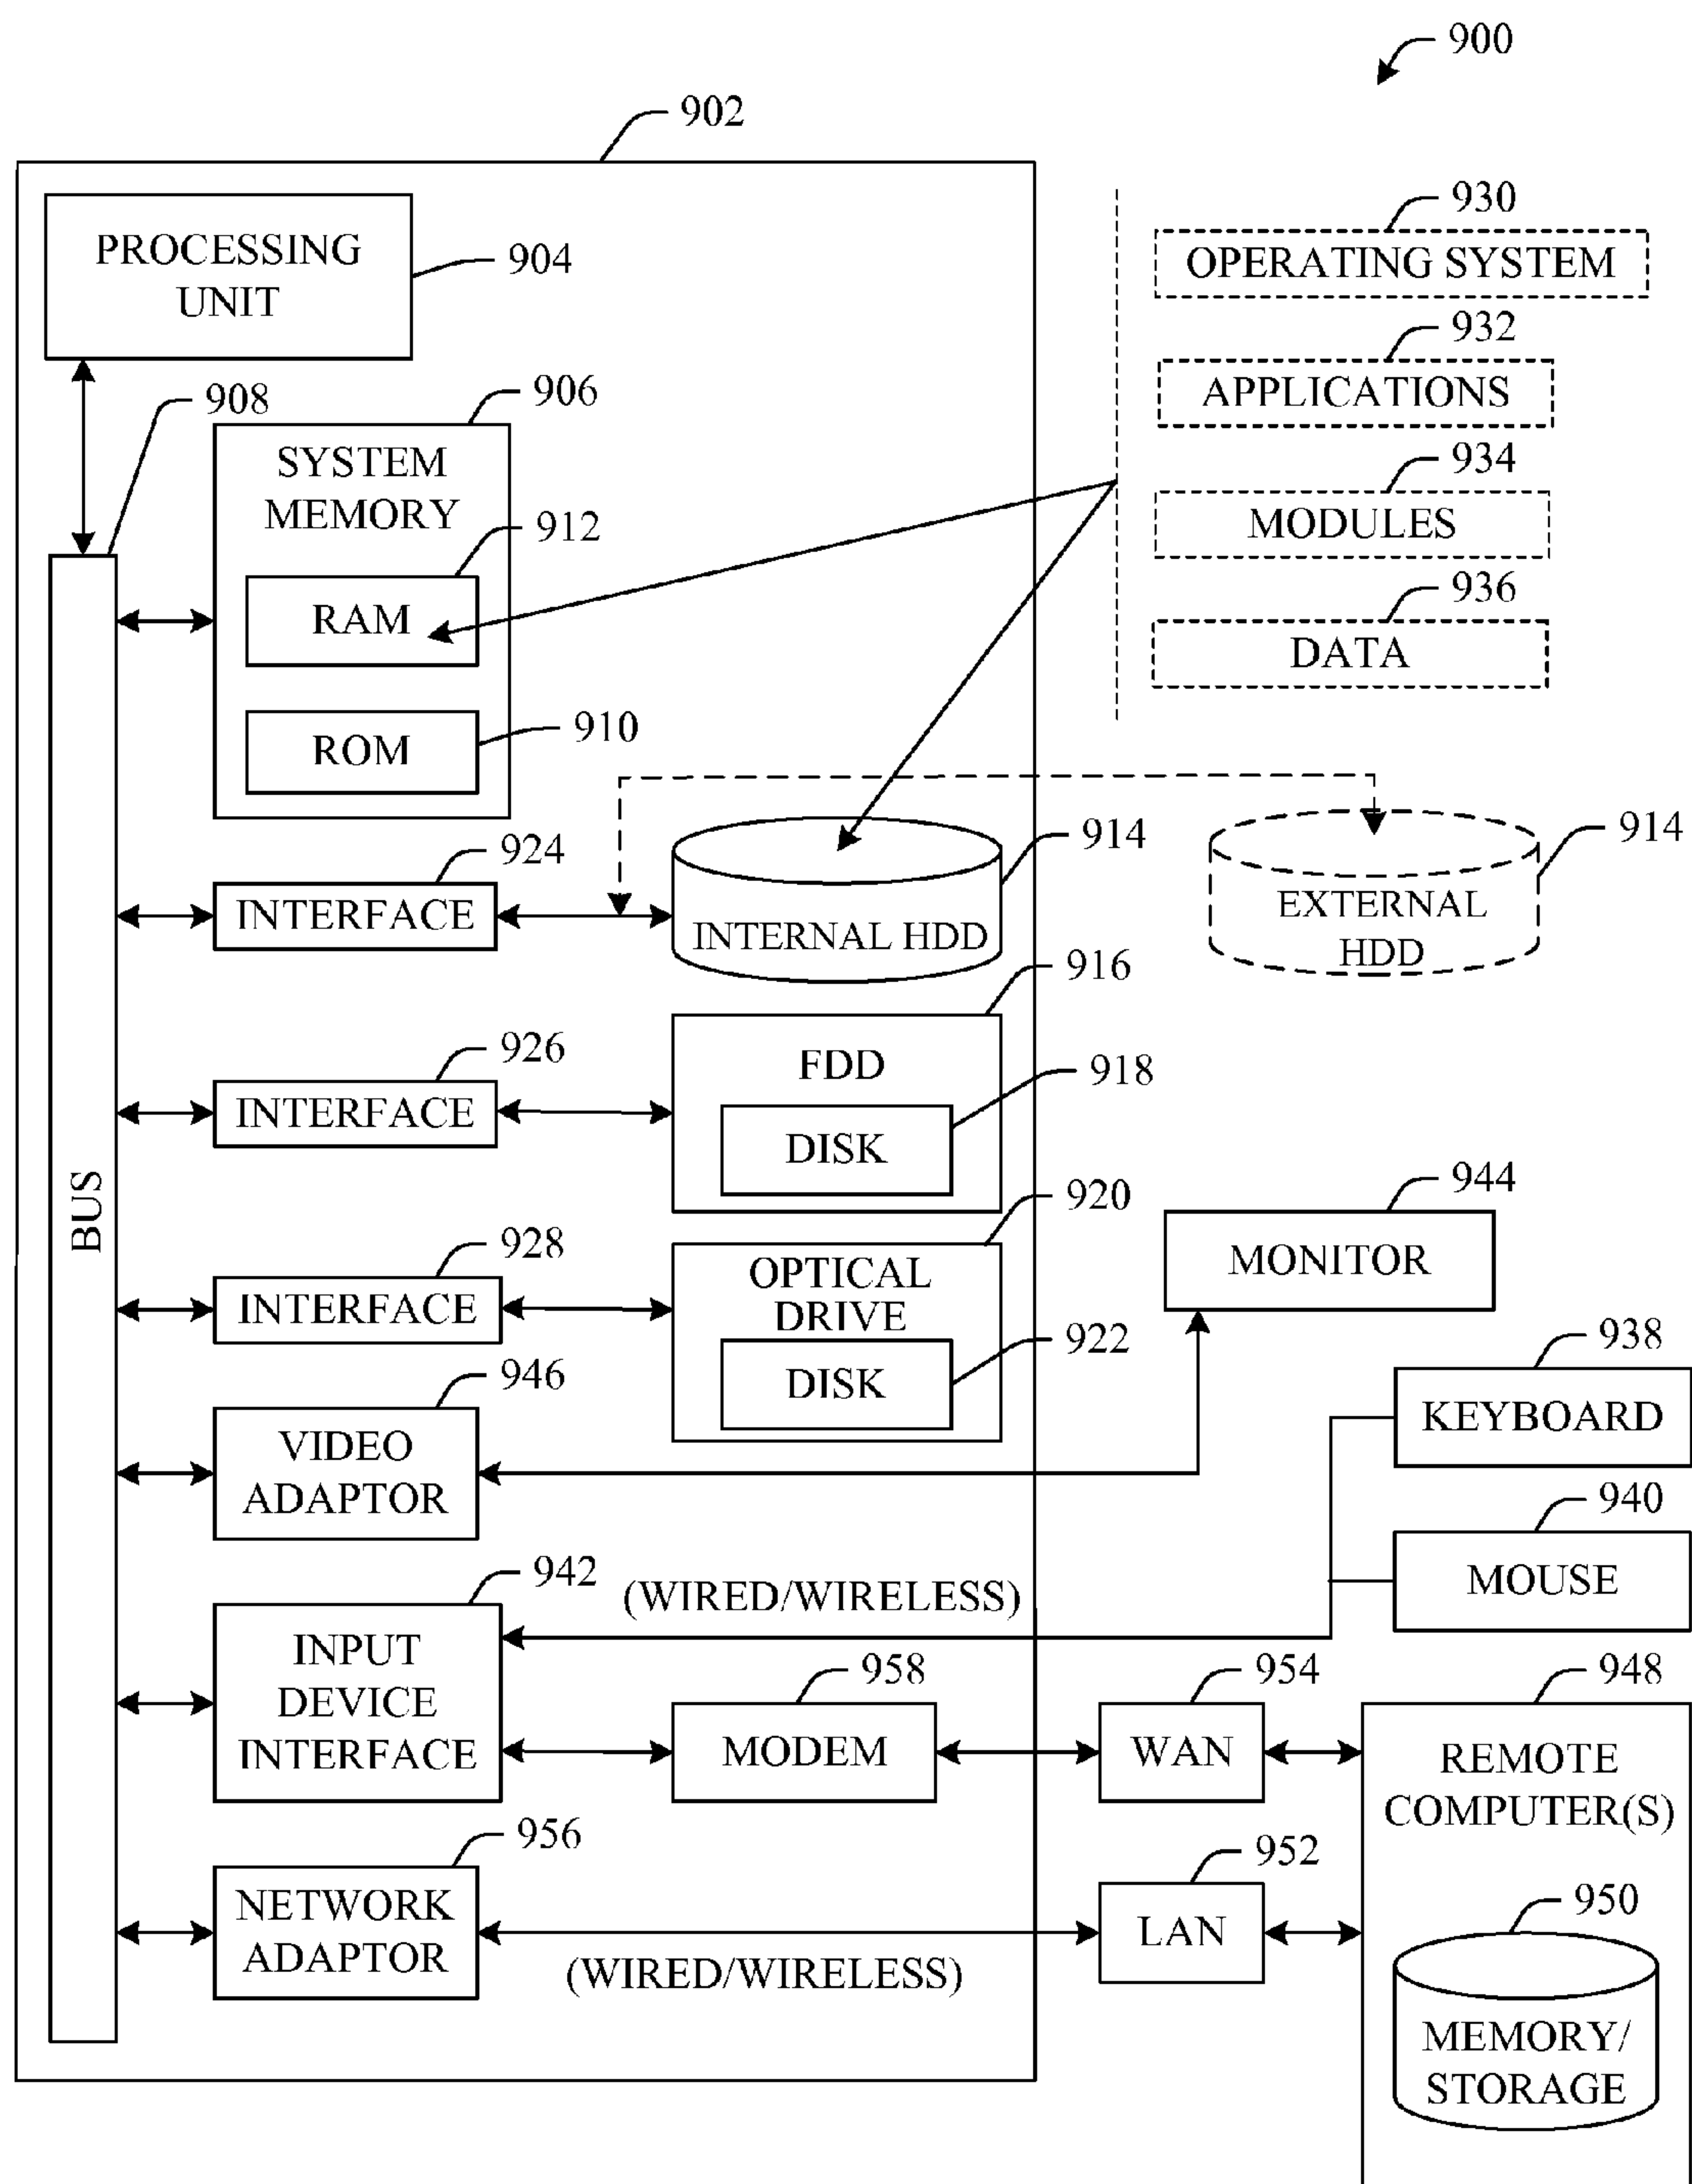 900
902
PROCESSING
UNIT
904
930
OPERATING SYSTEM
932
APPLICATIONS
934
MODULES
936
DATA
908
906
SYSTEM
MEMORY
912
RAM
910
ROM
BUS
924
INTERFACE
914
INTERNAL HDD
914
EXTERNAL
HDD
926
INTERFACE
916
FDD
918
DISK
928
INTERFACE
920
OPTICAL
DRIVE
922
DISK
944
MONITOR
946
VIDEO
ADAPTOR
938
KEYBOARD
940
MOUSE
942
INPUT
DEVICE
INTERFACE
(WIRED/WIRELESS)
958
MODEM
954
WAN
948
REMOTE
COMPUTER(S)
956
NETWORK
ADAPTOR
(WIRED/WIRELESS)
952
LAN
950
MEMORY/
STORAGE